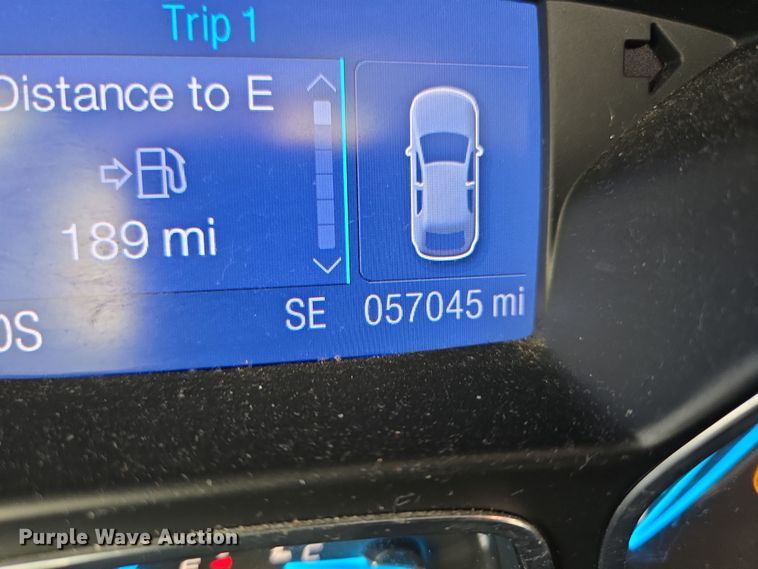 Trip 1
Distance to E
189 mi
SE 057045 mi
Purple Wave Auction